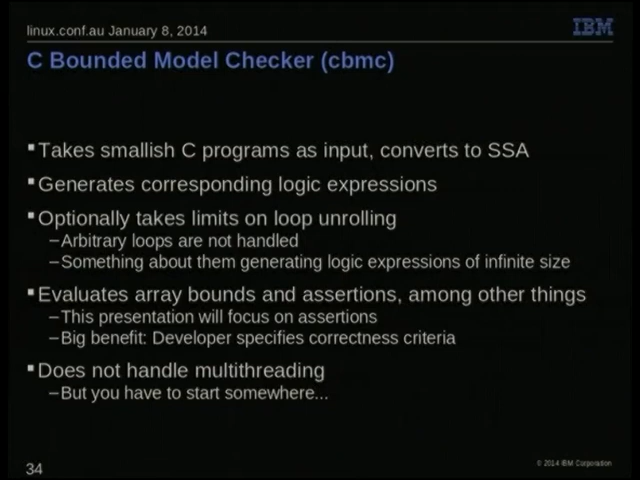 linux.conf.au January 8, 2014
IBM
C Bounded Model Checker (cbmc)
▪Takes smallish C programs as input, converts to SSA
▪Generates corresponding logic expressions
▪Optionally takes limits on loop unrolling
–Arbitrary loops are not handled
–Something about them generating logic expressions of infinite size
▪Evaluates array bounds and assertions, among other things
–This presentation will focus on assertions
–Big benefit: Developer specifies correctness criteria
▪Does not handle multithreading
–But you have to start somewhere...
34
© 2014 IBM Corporation